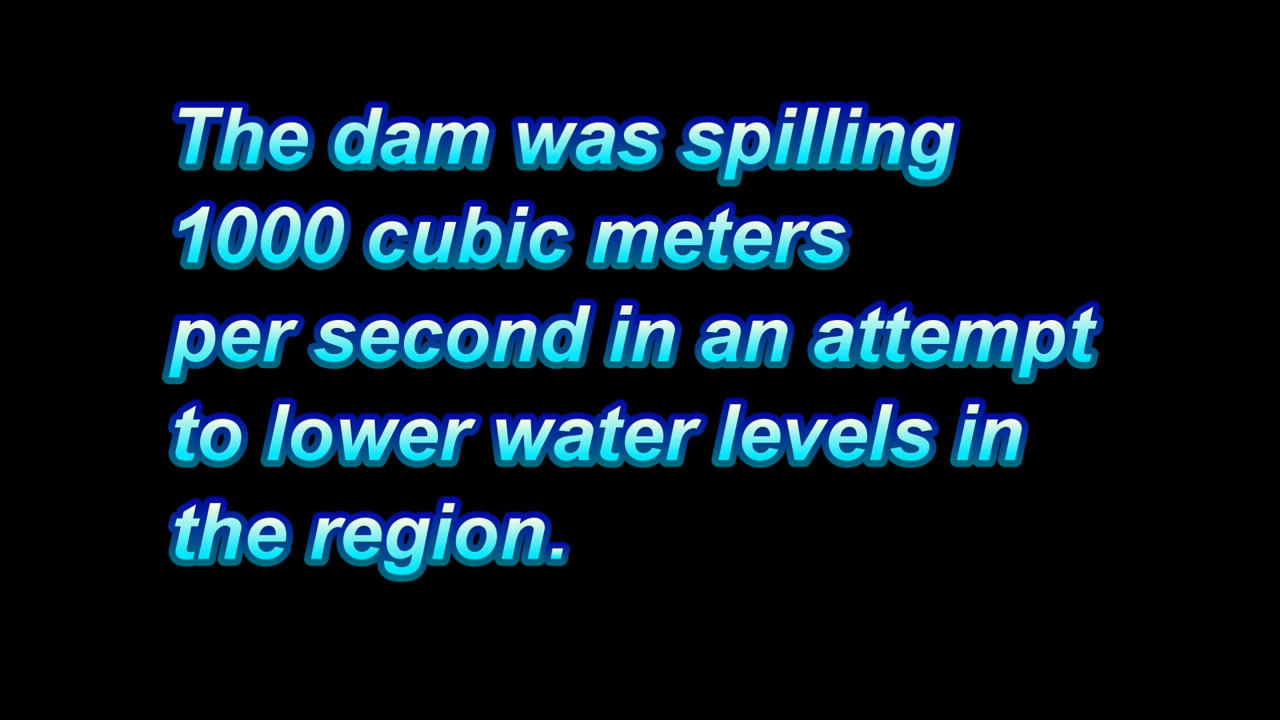 The dam was spilling
1000 cubic meters
per second in an attempt
to lower water levels in
the region.